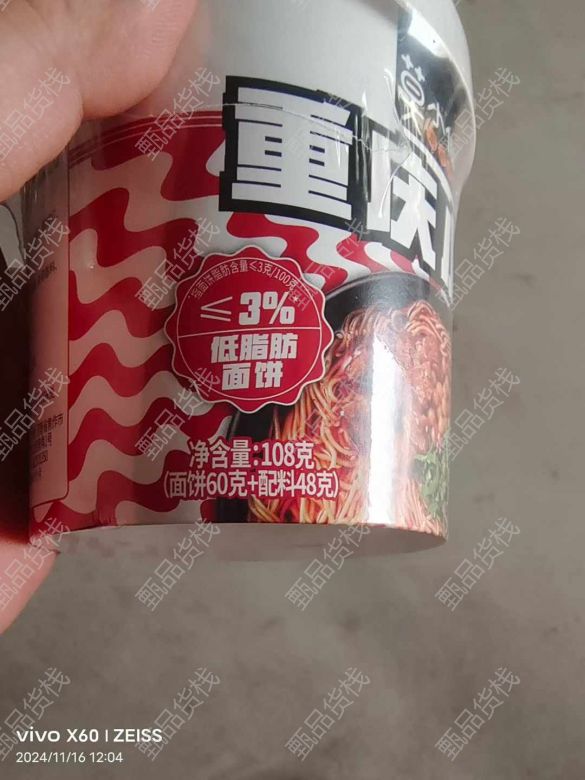 重庆
指面饼脂肪含量≤3克/100克
≤3%
低脂肪
面饼
净含量:108克
(面饼60克+配料48克)
vivo X60 | ZEISS
2024/11/16 12:04
甄品货栈